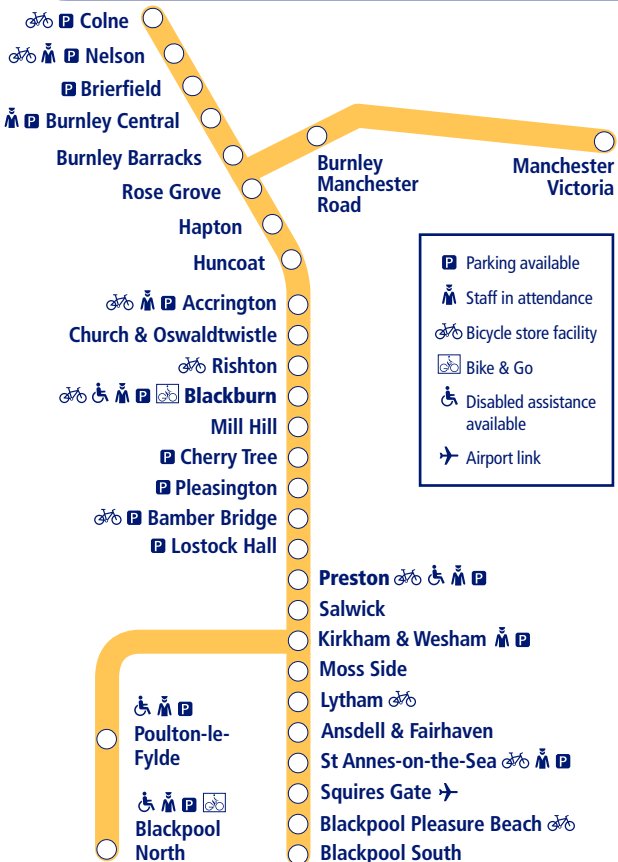 P Colne
P Nelson
P Brierfield
P Burnley Central
Burnley Barracks
Rose Grove
Hapton
Huncoat
Burnley
Manchester
Road
Manchester
Victoria
P Parking available
Staff in attendance
Bicycle store facility
Bike & Go
Disabled assistance
available
Airport link
P Accrington
Church & Oswaldtwistle
Rishton
P Blackburn
Mill Hill
P Cherry Tree
P Pleasington
P Bamber Bridge
P Lostock Hall
Preston P
Salwick
Kirkham & Wesham P
Moss Side
Lytham
Ansdell & Fairhaven
St Annes-on-the-Sea P
Squires Gate
Blackpool Pleasure Beach
Blackpool South
P
Poulton-le-
Fylde
P
Blackpool
North